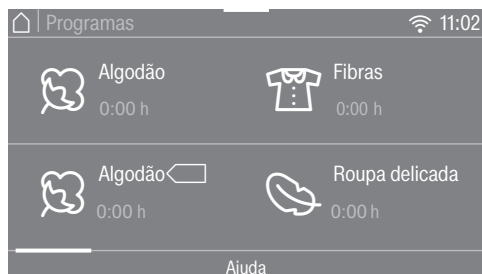 Programas 11:02
Algodão Fibras
0:00 h 0:00 h
Algodão Roupa delicada
0:00 h 0:00 h
Ajuda